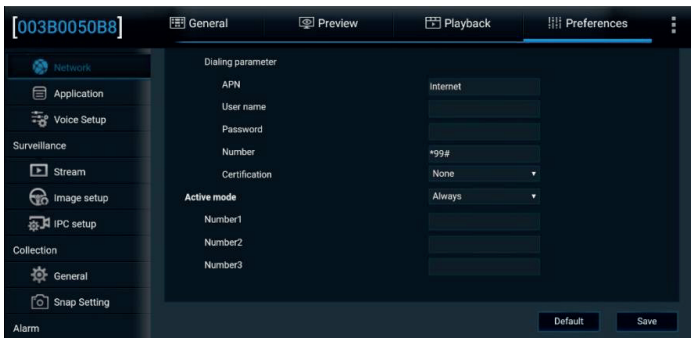 [003B0050B8]
General
Preview
Playback
Preferences
Network
Application
Voice Setup
Surveillance
Stream
Image setup
IPC setup
Collection
General
Snap Setting
Alarm
Dialing parameter
APN Internet
User name
Password
Number *99#
Certification None
Active mode Always
Number1
Number2
Number3
Default Save